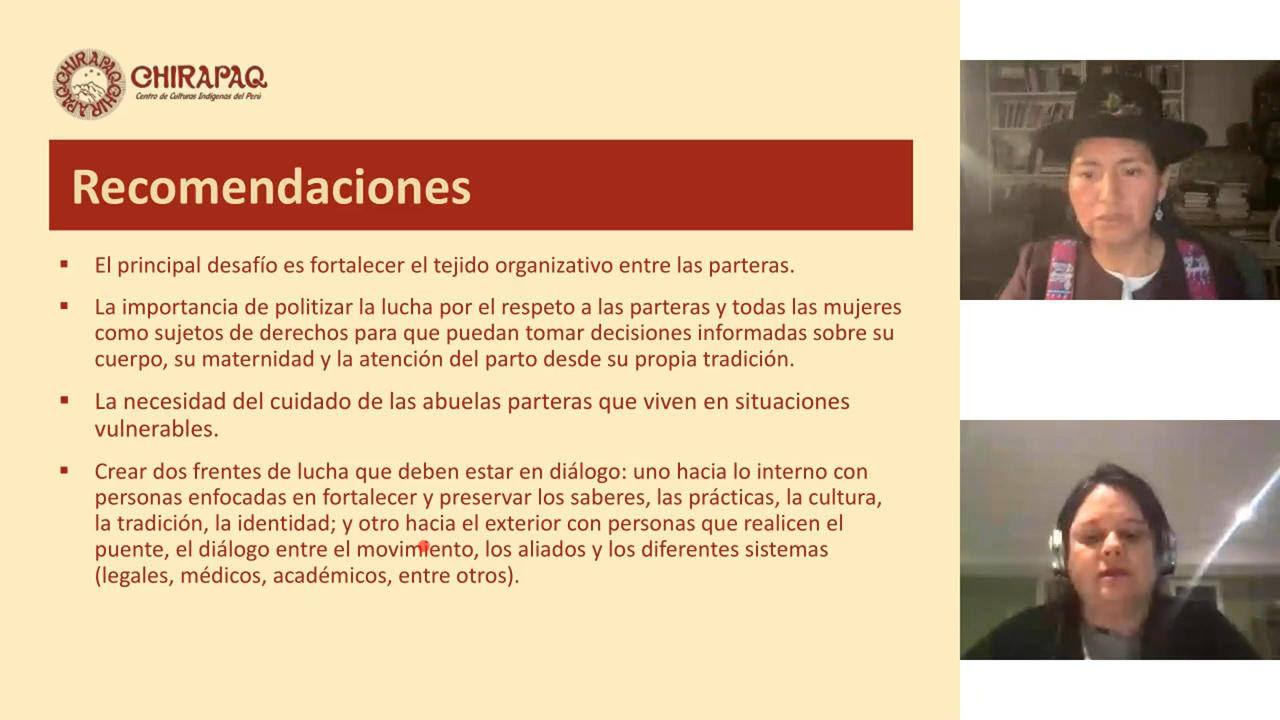 CHIRAPAQ
CHIRAPAQ
Centro de Culturas Indígenas del Perú
Recomendaciones
▪ El principal desafío es fortalecer el tejido organizativo entre las parteras.
▪ La importancia de politizar la lucha por el respeto a las parteras y todas las mujeres
como sujetos de derechos para que puedan tomar decisiones informadas sobre su
cuerpo, su maternidad y la atención del parto desde su propia tradición.
▪ La necesidad del cuidado de las abuelas parteras que viven en situaciones
vulnerables.
▪ Crear dos frentes de lucha que deben estar en diálogo: uno hacia lo interno con
personas enfocadas en fortalecer y preservar los saberes, las prácticas, la cultura,
la tradición, la identidad; y otro hacia el exterior con personas que realicen el
puente, el diálogo entre el movimiento, los aliados y los diferentes sistemas
(legales, médicos, académicos, entre otros).